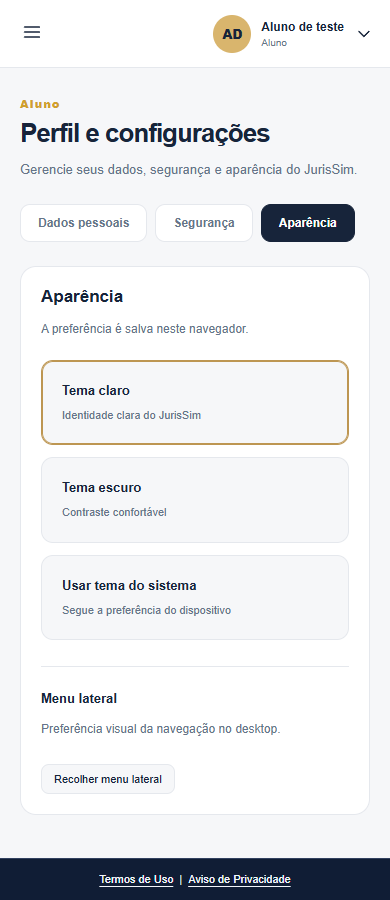 AD
Aluno de teste
Aluno
Aluno
Perfil e configurações
Gerencie seus dados, segurança e aparência do JurisSim.
Dados pessoais
Segurança
Aparência
Aparência
A preferência é salva neste navegador.
Tema claro
Identidade clara do JurisSim
Tema escuro
Contraste confortável
Usar tema do sistema
Segue a preferência do dispositivo
Menu lateral
Preferência visual da navegação no desktop.
Recolher menu lateral
Termos de Uso | Aviso de Privacidade